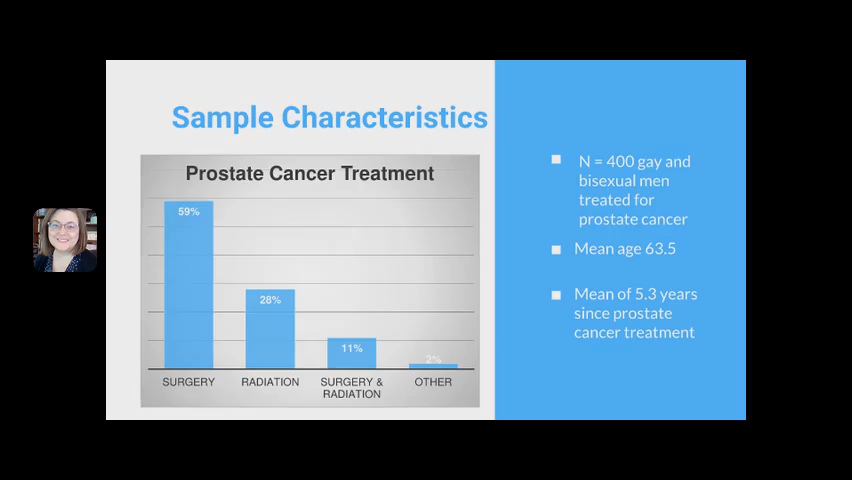 Sample Characteristics
Prostate Cancer Treatment
59%
28%
11%
2%
SURGERY
RADIATION
SURGERY &
RADIATION
OTHER
N = 400 gay and
bisexual men
treated for
prostate cancer
Mean age 63.5
Mean of 5.3 years
since prostate
cancer treatment